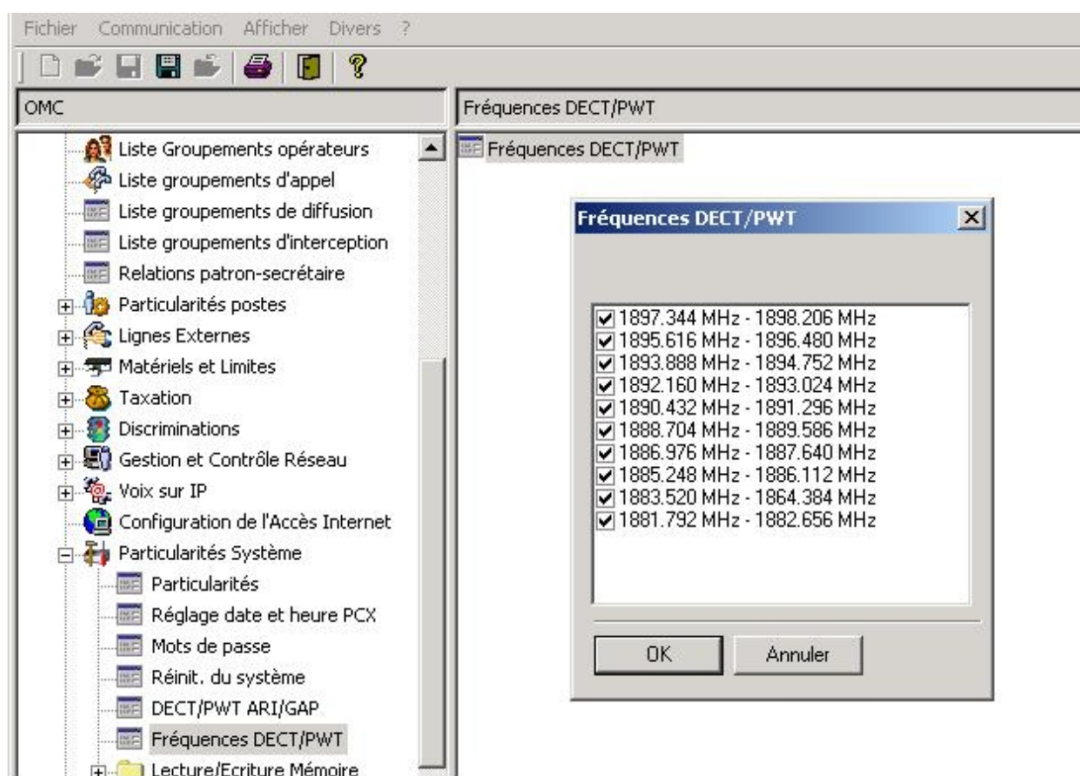 Fichier Communication Afficher Divers ?
OMC
Fréquences DECT/PWT
Liste Groupements opérateurs
Liste groupements d'appel
Liste groupements de diffusion
Liste groupements d'interception
Relations patron-secrétaire
Particularités postes
Lignes Externes
Matériels et Limites
Taxation
Discriminations
Gestion et Contrôle Réseau
Voix sur IP
Configuration de l'Accès Internet
Particularités Système
Particularités
Réglage date et heure PCX
Mots de passe
Réinit. du système
DECT/PWT ARI/GAP
Fréquences DECT/PWT
Lecture/Ecriture Mémoire
Fréquences DECT/PWT
Fréquences DECT/PWT
1897.344 MHz - 1898.206 MHz
1895.616 MHz - 1896.480 MHz
1893.888 MHz - 1894.752 MHz
1892.160 MHz - 1893.024 MHz
1890.432 MHz - 1891.296 MHz
1888.704 MHz - 1889.586 MHz
1886.976 MHz - 1887.640 MHz
1885.248 MHz - 1886.112 MHz
1883.520 MHz - 1864.384 MHz
1881.792 MHz - 1882.656 MHz
OK Annuler